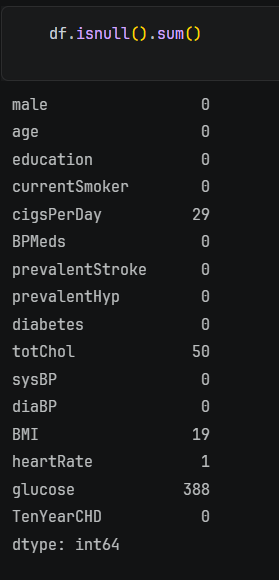 df.isnull().sum()
male 0
age 0
education 0
currentSmoker 0
cigsPerDay 29
BPMeds 0
prevalentStroke 0
prevalentHyp 0
diabetes 0
totChol 50
sysBP 0
diaBP 0
BMI 19
heartRate 1
glucose 388
TenYearCHD 0
dtype: int64